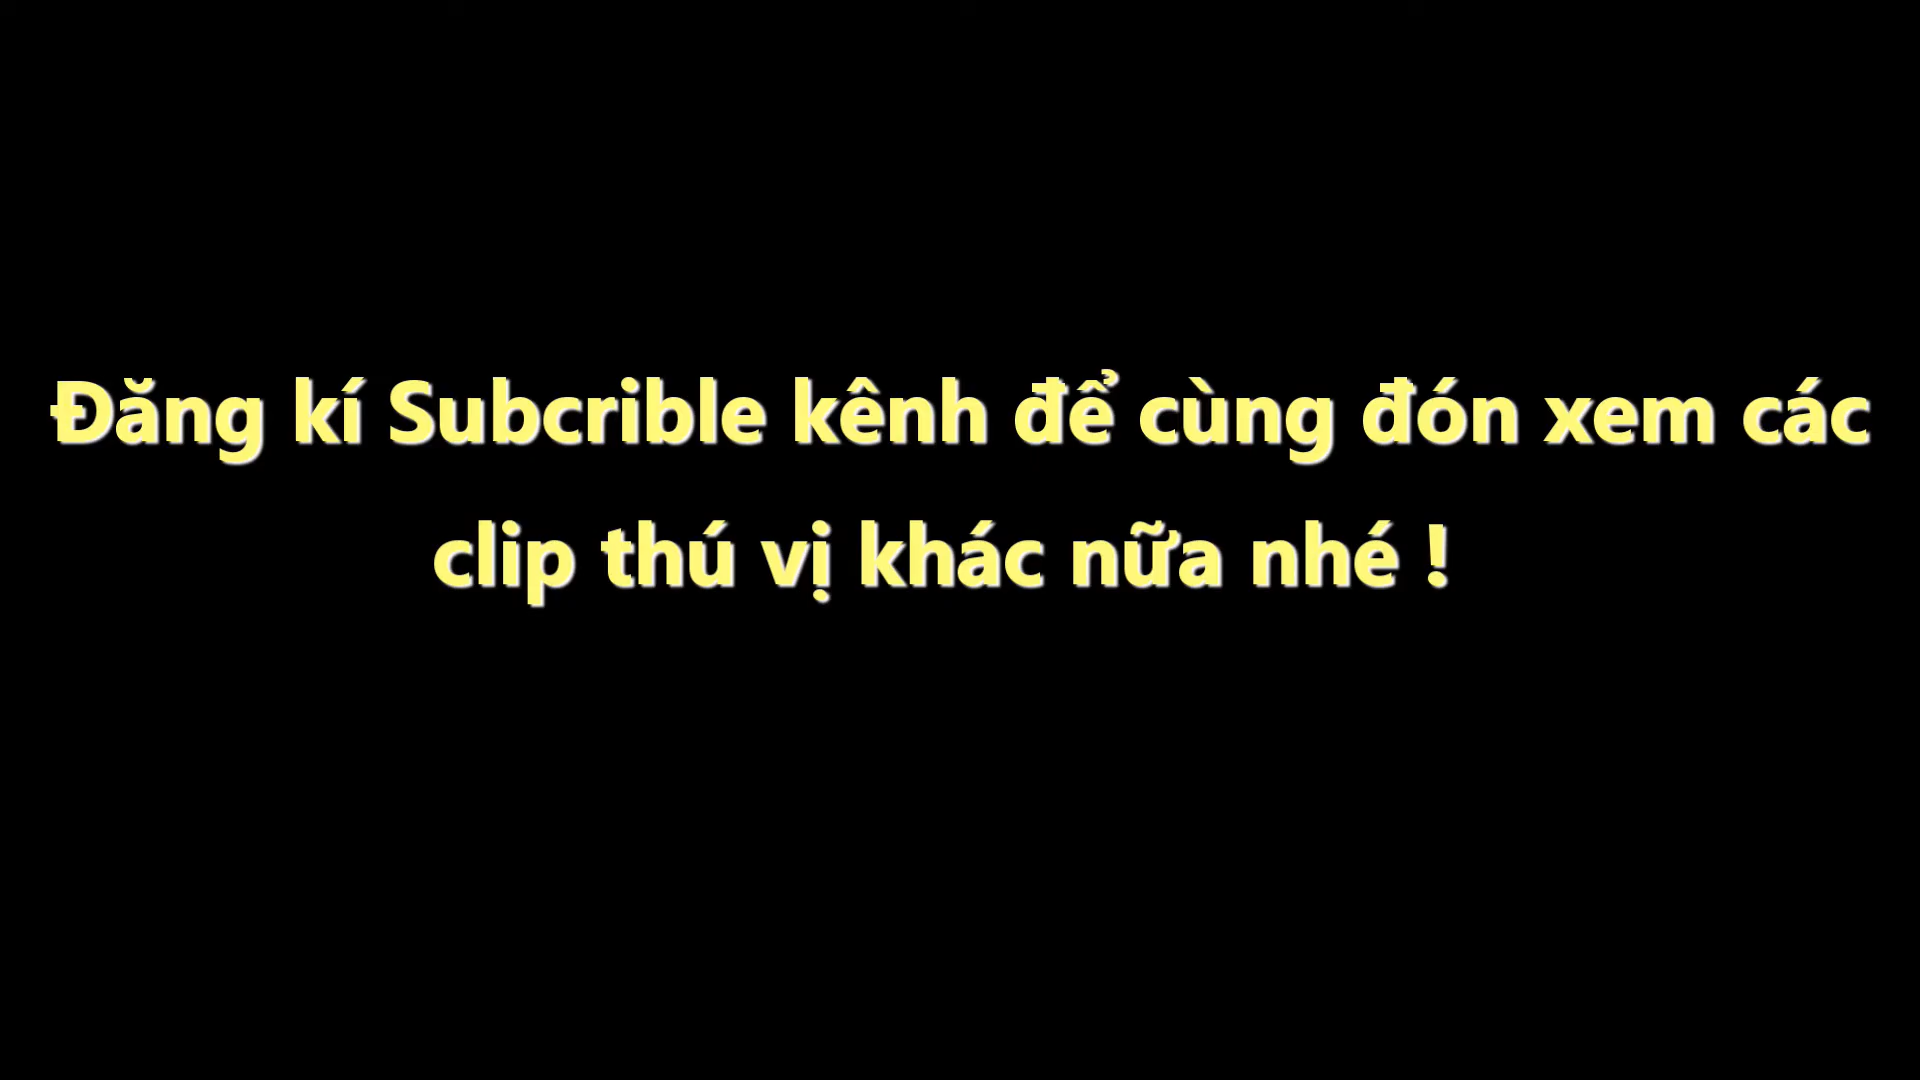 Đăng kí Subcrible kênh để cùng đón xem các
clip thú vị khác nữa nhé !